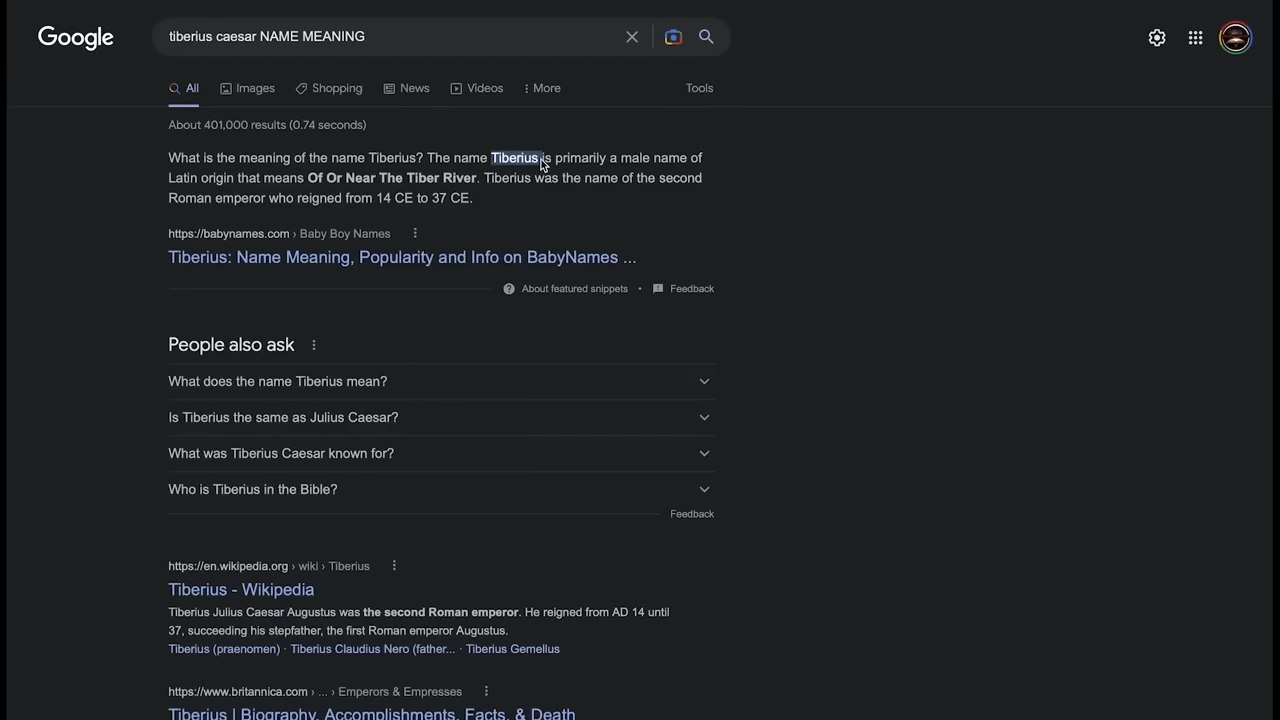 Google
tiberius caesar NAME MEANING
All Images Shopping News Videos More Tools
About 401,000 results (0.74 seconds)
What is the meaning of the name Tiberius? The name Tiberius is primarily a male name of
Latin origin that means Of Or Near The Tiber River. Tiberius was the name of the second
Roman emperor who reigned from 14 CE to 37 CE.
https://babynames.com › Baby Boy Names
Tiberius: Name Meaning, Popularity and Info on BabyNames ...
About featured snippets • Feedback
People also ask
What does the name Tiberius mean?
Is Tiberius the same as Julius Caesar?
What was Tiberius Caesar known for?
Who is Tiberius in the Bible?
Feedback
https://en.wikipedia.org › wiki › Tiberius
Tiberius - Wikipedia
Tiberius Julius Caesar Augustus was the second Roman emperor. He reigned from AD 14 until
37, succeeding his stepfather, the first Roman emperor Augustus.
Tiberius (praenomen) · Tiberius Claudius Nero (father... · Tiberius Gemellus
https://www.britannica.com › ... › Emperors & Empresses
Tiberius | Biography, Accomplishments, Facts, & Death